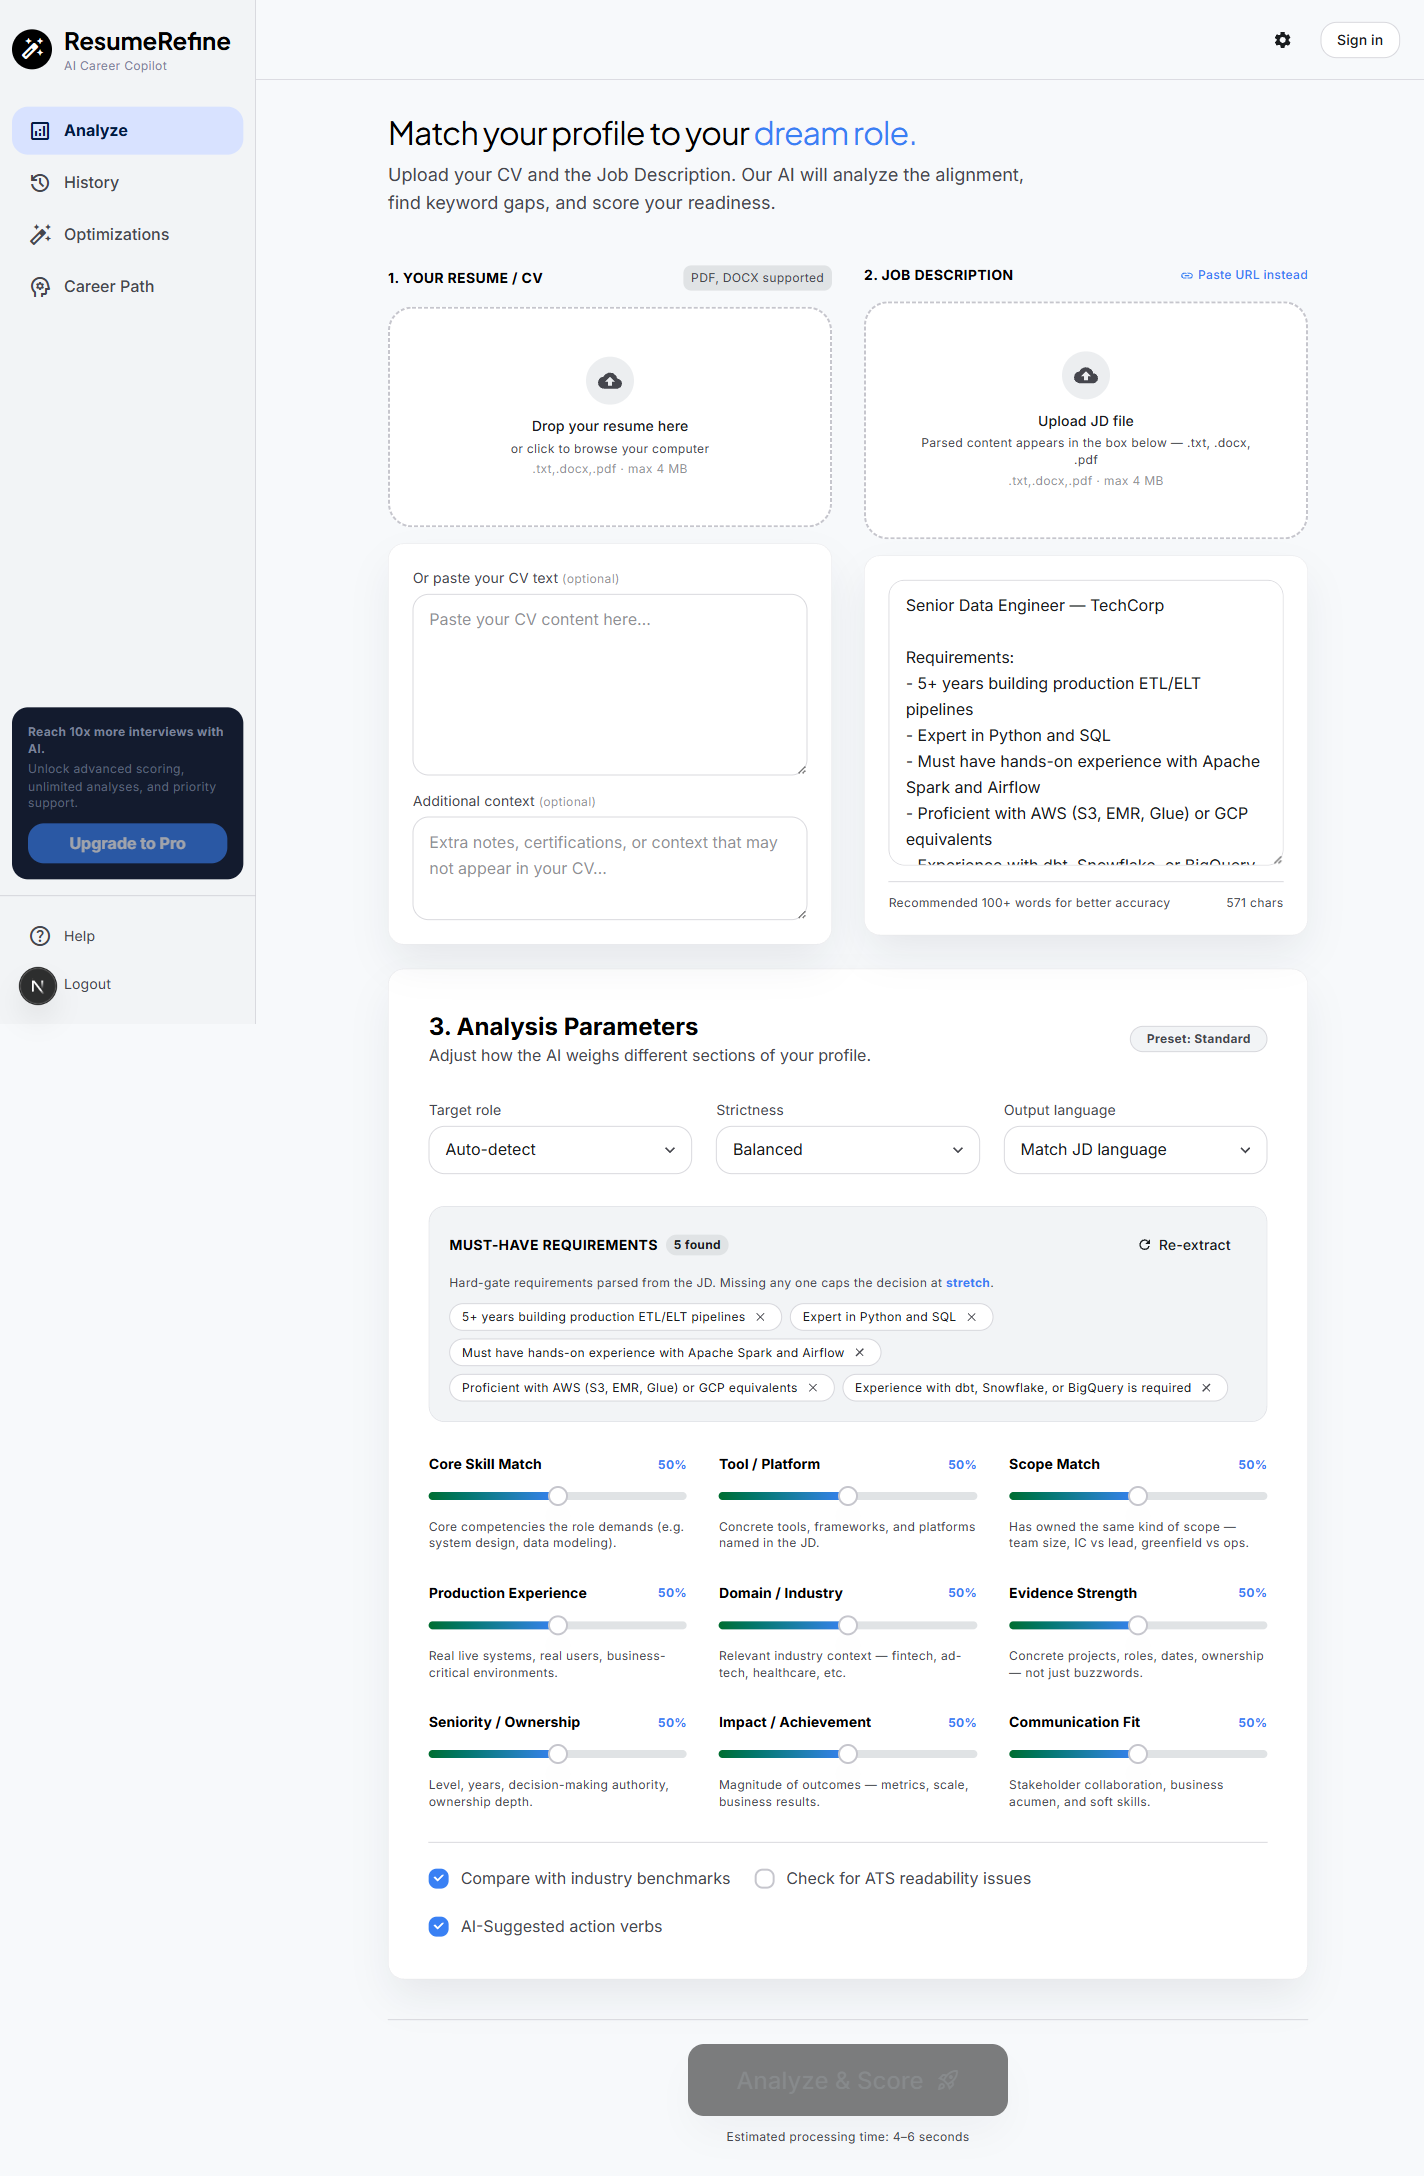 ResumeRefine
AI Career Copilot
Analyze
History
Optimizations
Career Path
Reach 10x more interviews with
AI.
Unlock advanced scoring,
unlimited analyses, and priority
support.
Upgrade to Pro
Help
N
Logout
Sign in
Match your profile to your dream role.
Upload your CV and the Job Description. Our AI will analyze the alignment,
find keyword gaps, and score your readiness.
1. YOUR RESUME / CV
PDF, DOCX supported
Drop your resume here
or click to browse your computer
.txt,.docx,.pdf · max 4 MB
Or paste your CV text (optional)
Paste your CV content here...
Additional context (optional)
Extra notes, certifications, or context that may
not appear in your CV...
2. JOB DESCRIPTION
Paste URL instead
Upload JD file
Parsed content appears in the box below — .txt, .docx,
.pdf
.txt,.docx,.pdf · max 4 MB
Senior Data Engineer — TechCorp
Requirements:
- 5+ years building production ETL/ELT
pipelines
- Expert in Python and SQL
- Must have hands-on experience with Apache
Spark and Airflow
- Proficient with AWS (S3, EMR, Glue) or GCP
equivalents
- Experience with dbt, Snowflake, or BigQuery
Recommended 100+ words for better accuracy
571 chars
3. Analysis Parameters
Adjust how the AI weighs different sections of your profile.
Preset: Standard
Target role
Auto-detect
Strictness
Balanced
Output language
Match JD language
MUST-HAVE REQUIREMENTS 5 found
Re-extract
Hard-gate requirements parsed from the JD. Missing any one caps the decision at stretch.
5+ years building production ETL/ELT pipelines
Expert in Python and SQL
Must have hands-on experience with Apache Spark and Airflow
Proficient with AWS (S3, EMR, Glue) or GCP equivalents
Experience with dbt, Snowflake, or BigQuery is required
Core Skill Match 50%
Core competencies the role demands (e.g.
system design, data modeling).
Tool / Platform 50%
Concrete tools, frameworks, and platforms
named in the JD.
Scope Match 50%
Has owned the same kind of scope —
team size, IC vs lead, greenfield vs ops.
Production Experience 50%
Real live systems, real users, business-
critical environments.
Domain / Industry 50%
Relevant industry context — fintech, ad-
tech, healthcare, etc.
Evidence Strength 50%
Concrete projects, roles, dates, ownership
— not just buzzwords.
Seniority / Ownership 50%
Level, years, decision-making authority,
ownership depth.
Impact / Achievement 50%
Magnitude of outcomes — metrics, scale,
business results.
Communication Fit 50%
Stakeholder collaboration, business
acumen, and soft skills.
Compare with industry benchmarks
Check for ATS readability issues
AI-Suggested action verbs
Analyze & Score
Estimated processing time: 4–6 seconds